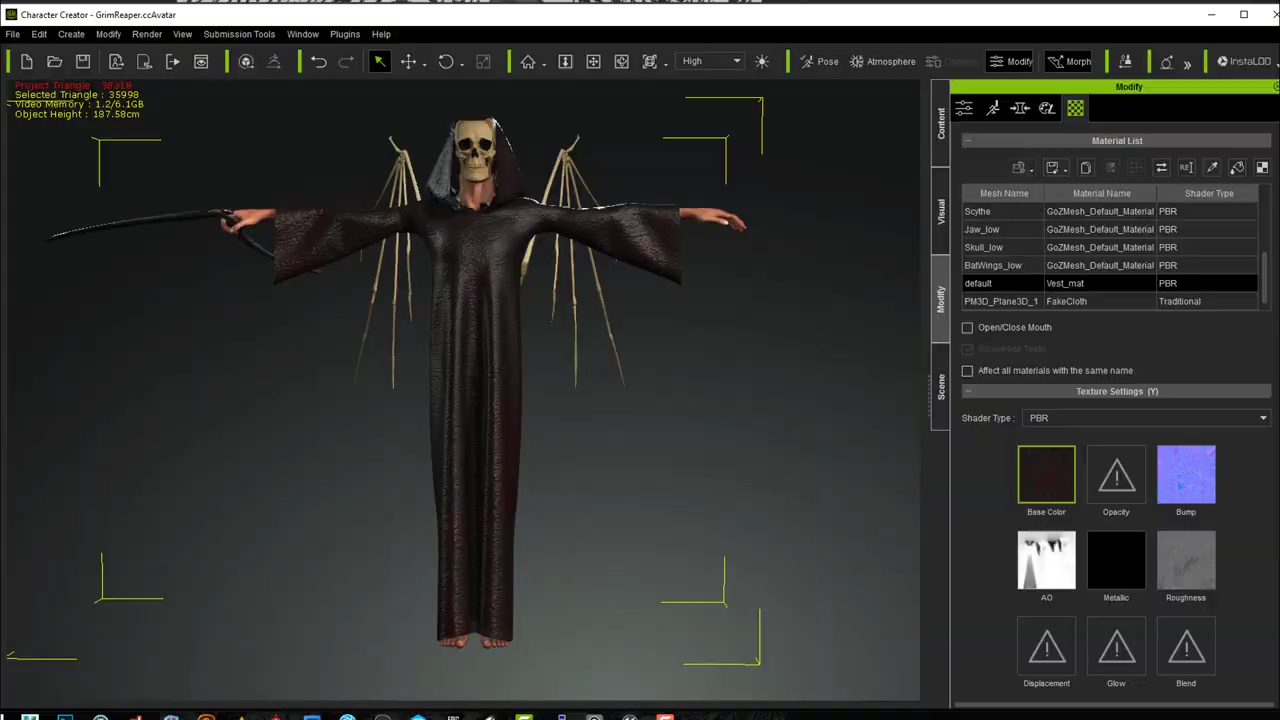 Character Creator - GrimReaper.ccAvatar
File Edit Create Modify Render View Submission Tools Window Plugins Help
High Pose Atmosphere Modify Morph InstaLOD
Project Triangle : 36318
Selected Triangle : 35998
Video Memory : 1.2/6.1GB
Object Height : 187.58cm
Content
Visual
Modify
Scene
Modify
Material List
Mesh Name Material Name Shader Type
Scythe GoZMesh_Default_Material PBR
Jaw_low GoZMesh_Default_Material PBR
Skull_low GoZMesh_Default_Material PBR
BatWings_low GoZMesh_Default_Material PBR
default Vest_mat PBR
PM3D_Plane3D_1 FakeCloth Traditional
Open/Close Mouth
Show/Hide Teeth
Affect all materials with the same name
Texture Settings (Y)
Shader Type : PBR
Base Color Opacity Bump
AO Metallic Roughness
Displacement Glow Blend